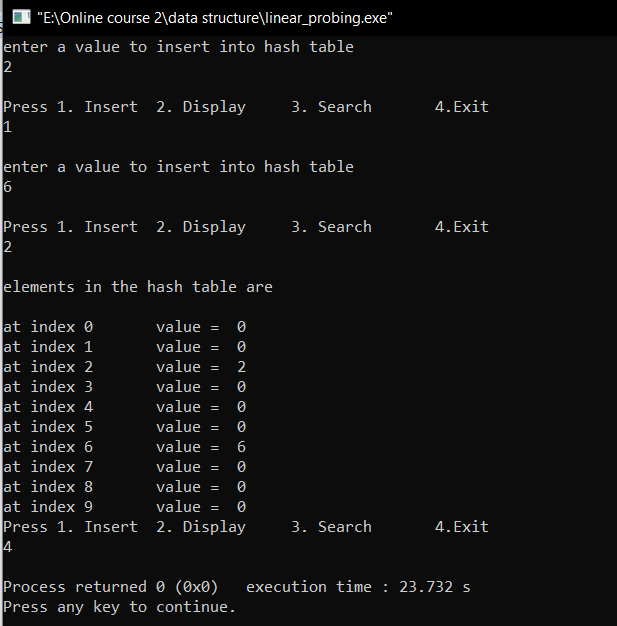 "E:\Online course 2\data structure\linear_probing.exe"
enter a value to insert into hash table
2
Press 1. Insert  2. Display     3. Search       4.Exit
1
enter a value to insert into hash table
6
Press 1. Insert  2. Display     3. Search       4.Exit
2
elements in the hash table are
at index 0       value =  0
at index 1       value =  0
at index 2       value =  2
at index 3       value =  0
at index 4       value =  0
at index 5       value =  0
at index 6       value =  6
at index 7       value =  0
at index 8       value =  0
at index 9       value =  0
Press 1. Insert  2. Display     3. Search       4.Exit
4
Process returned 0 (0x0)   execution time : 23.732 s
Press any key to continue.